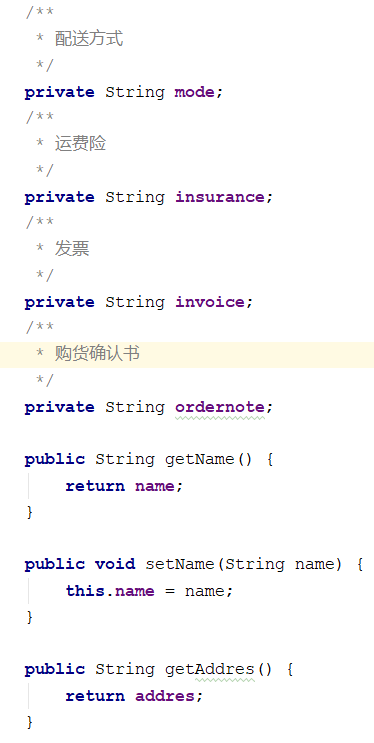 /**
 * 配送方式
 */
private String mode;
/**
 * 运费险
 */
private String insurance;
/**
 * 发票
 */
private String invoice;
/**
 * 购货确认书
 */
private String ordernote;
public String getName() {
    return name;
}
public void setName(String name) {
    this.name = name;
}
public String getAddres() {
    return addres;
}